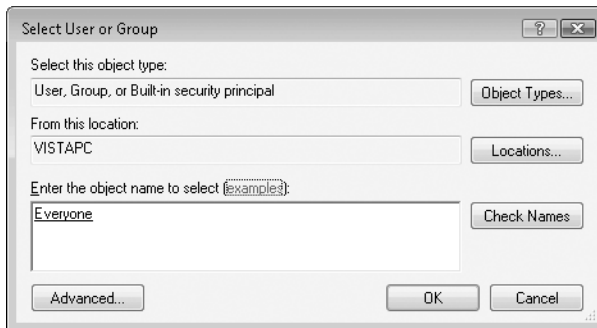 Select User or Group
Select this object type:
User, Group, or Built-in security principal
Object Types...
From this location:
VISTAPC
Locations...
Enter the object name to select (examples):
Everyone
Check Names
Advanced...
OK
Cancel